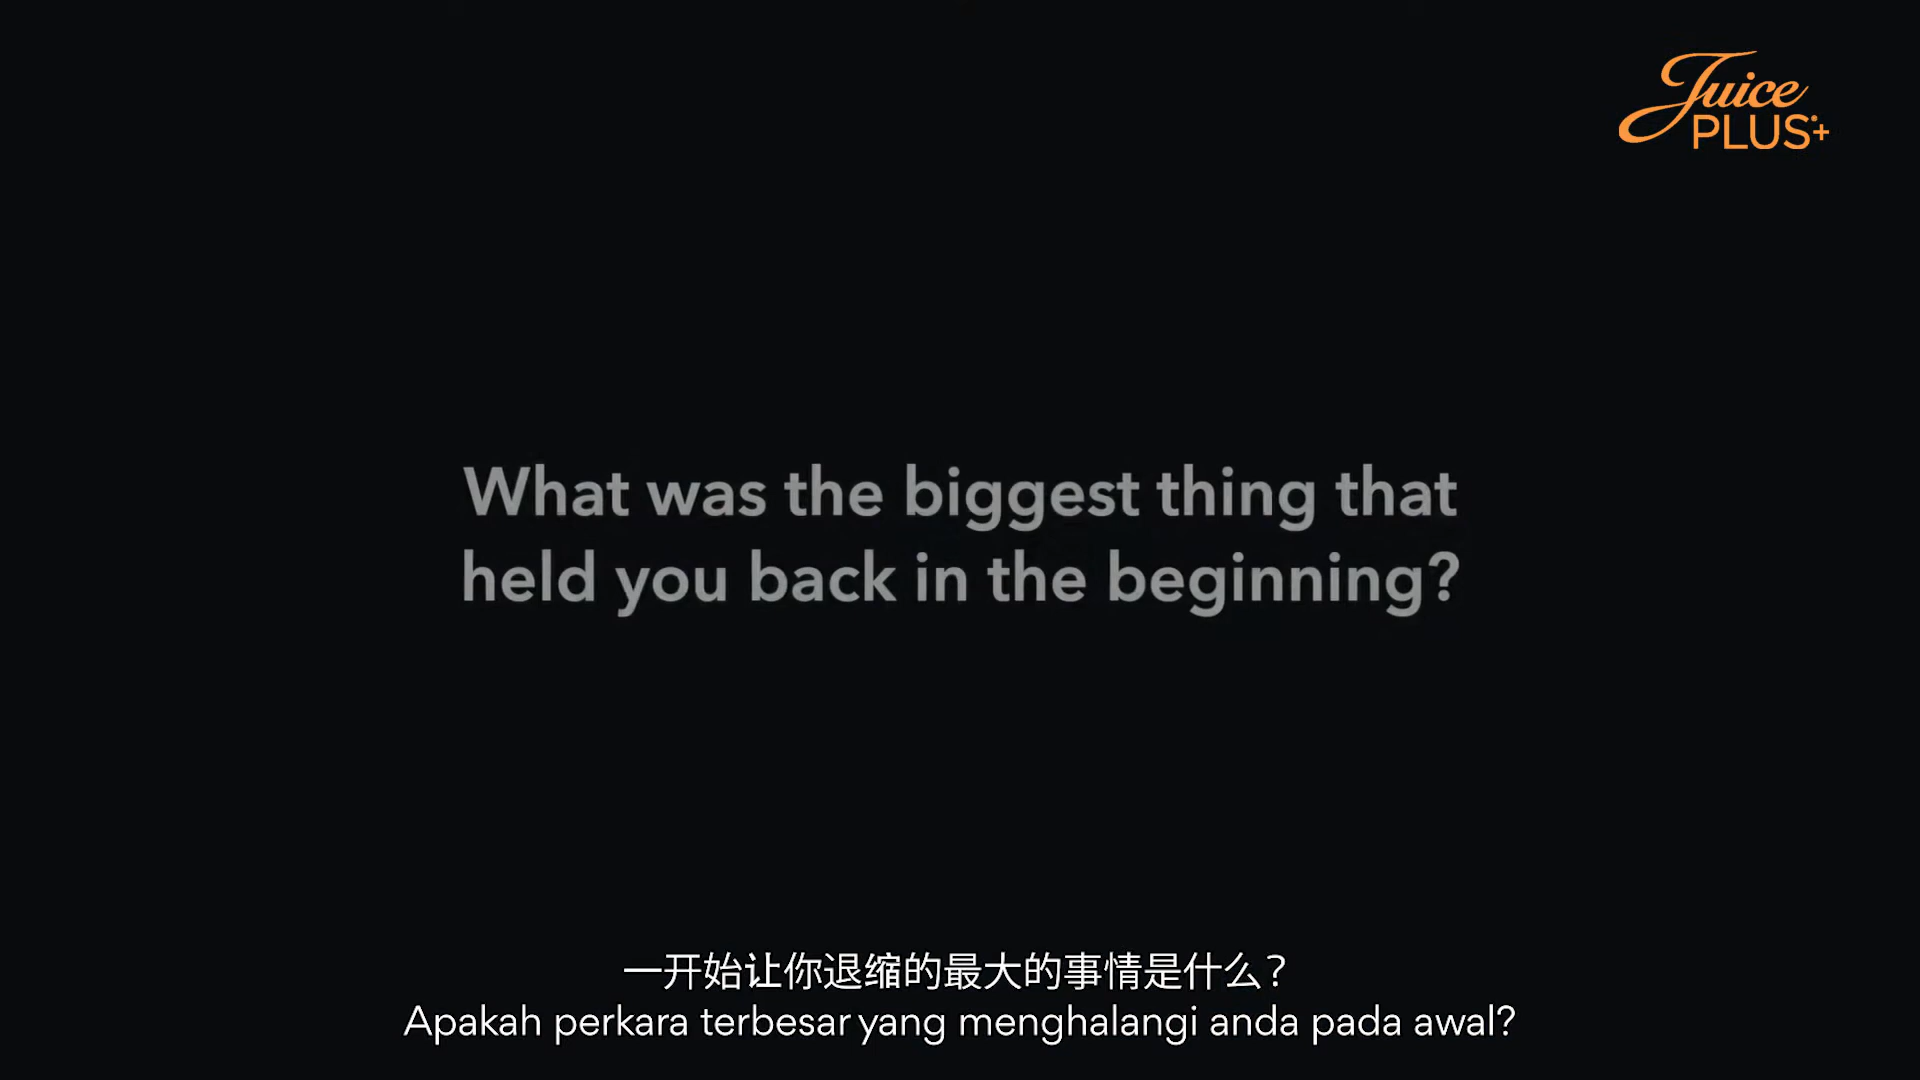 Juice
PLUS+
What was the biggest thing that
held you back in the beginning?
一开始让你退缩的最大的事情是什么?
Apakah perkara terbesar yang menghalangi anda pada awal?